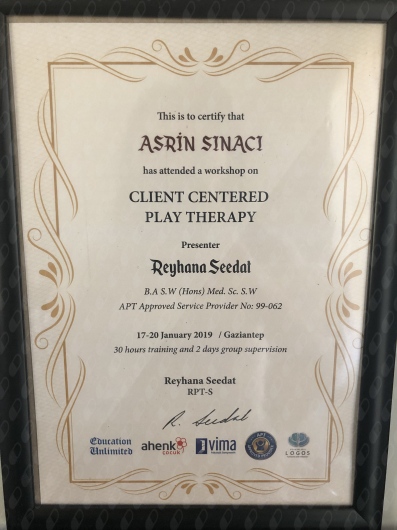 This is to certify that
ASRİN SINACI
has attended a workshop on
CLIENT CENTERED
PLAY THERAPY
Presenter
Reyhana Seedat
B.A S.W (Hons) Med. Sc. S.W
APT Approved Service Provider No: 99-062
17-20 January 2019 / Gaziantep
30 hours training and 2 days group supervision
Reyhana Seedat
RPT-S
R. Seedat
Education
Unlimited
ahenk
çocuk
vima
LOGOS